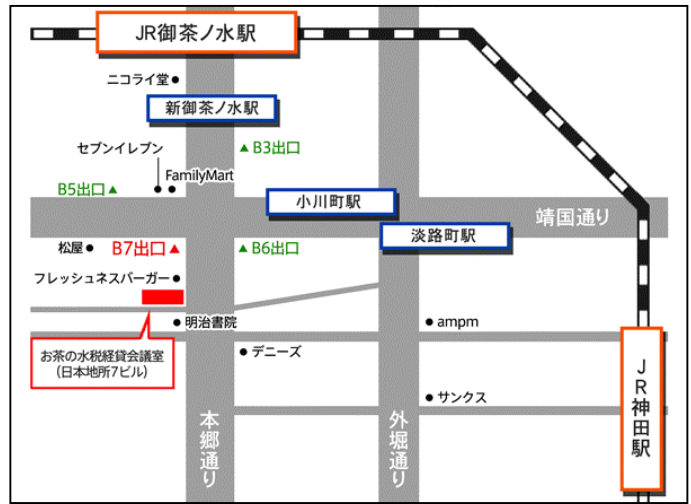 JR御茶ノ水駅
ニコライ堂
新御茶ノ水駅
セブンイレブン
B3出口
FamilyMart
B5出口
小川町駅
靖国通り
淡路町駅
松屋
B7出口
B6出口
フレッシュネスバーガー
明治書院
ampm
お茶の水税経貸会議室
(日本地所7ビル)
デニーズ
JR神田駅
サンクス
本郷通り
外堀通り